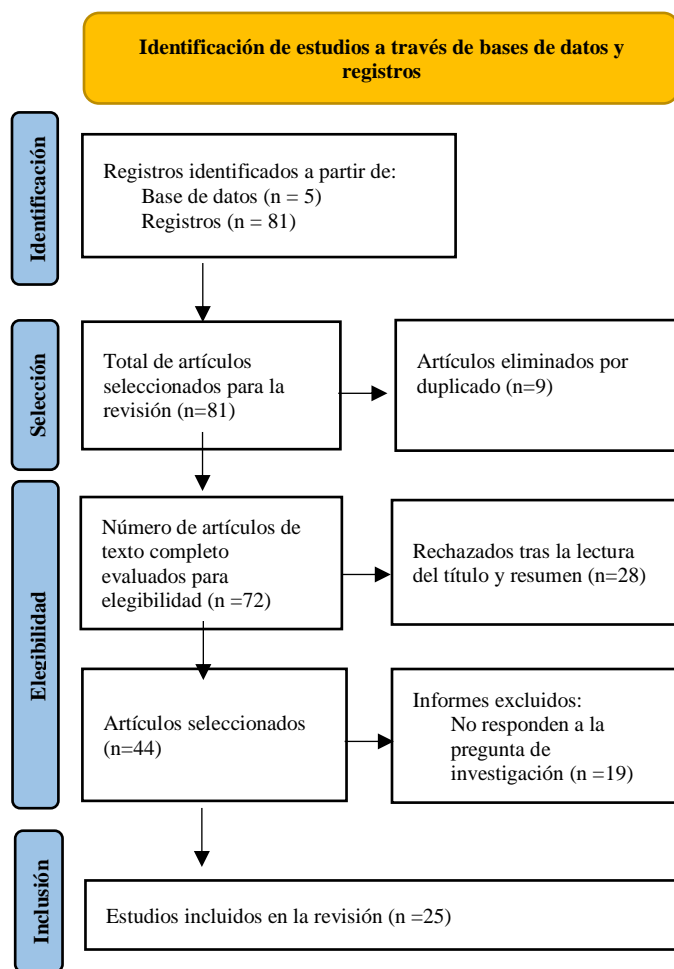 Identificación de estudios a través de bases de datos y
registros
Identificación
Registros identificados a partir de:
Base de datos (n = 5)
Registros (n = 81)
Selección
Total de artículos
seleccionados para la
revisión (n=81)
Artículos eliminados por
duplicado (n=9)
Elegibilidad
Número de artículos de
texto completo
evaluados para
elegibilidad (n =72)
Rechazados tras la lectura
del título y resumen (n=28)
Artículos seleccionados
(n=44)
Informes excluidos:
No responden a la
pregunta de
investigación (n =19)
Inclusión
Estudios incluidos en la revisión (n =25)